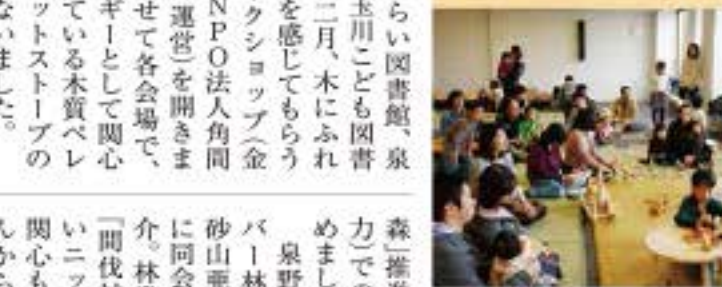 らい図書館、泉
玉川こども図書
二月、木にふれ
を感じてもらう
クショップ(金
NPO法人角間
運営)を開きま
せて各会場で、
ギーとして関心
ている木質ペレ
ットストーブの
ないました。
森」推進
力)での
めまし
泉野
バー林
砂山亜
に同会
介。林
「間伐
いニッ
関心も
んから